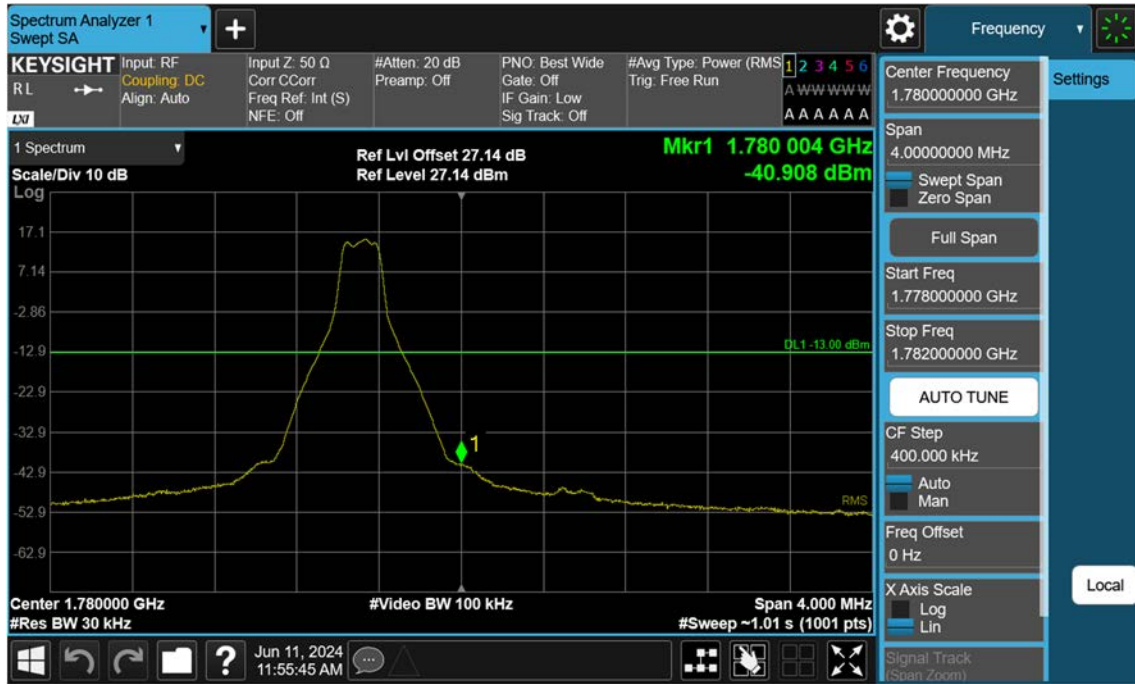 Spectrum Analyzer 1
Swept SA
+
Frequency
KEYSIGHT
RL
LXI
Input: RF
Coupling: DC
Align: Auto
Input Z: 50 Ω
Corr CCorr
Freq Ref: Int (S)
NFE: Off
#Atten: 20 dB
Preamp: Off
PNO: Best Wide
Gate: Off
IF Gain: Low
Sig Track: Off
#Avg Type: Power (RMS
Trig: Free Run
1 2 3 4 5 6
A W W W W W
A A A A A A
1 Spectrum
Scale/Div 10 dB
Log
Ref Lvl Offset 27.14 dB
Ref Level 27.14 dBm
Mkr1 1.780 004 GHz
-40.908 dBm
17.1
7.14
-2.86
-12.9
DL1 -13.00 dBm
-22.9
-32.9
1
-42.9
RMS
-52.9
-62.9
Center 1.780000 GHz
#Video BW 100 kHz
Span 4.000 MHz
#Res BW 30 kHz
#Sweep ~1.01 s (1001 pts)
?
Jun 11, 2024
11:55:45 AM
Center Frequency
1.780000000 GHz
Settings
Span
4.00000000 MHz
Swept Span
Zero Span
Full Span
Start Freq
1.778000000 GHz
Stop Freq
1.782000000 GHz
AUTO TUNE
CF Step
400.000 kHz
Auto
Man
Freq Offset
0 Hz
X Axis Scale
Log
Lin
Local
Signal Track
(Span Zoom)